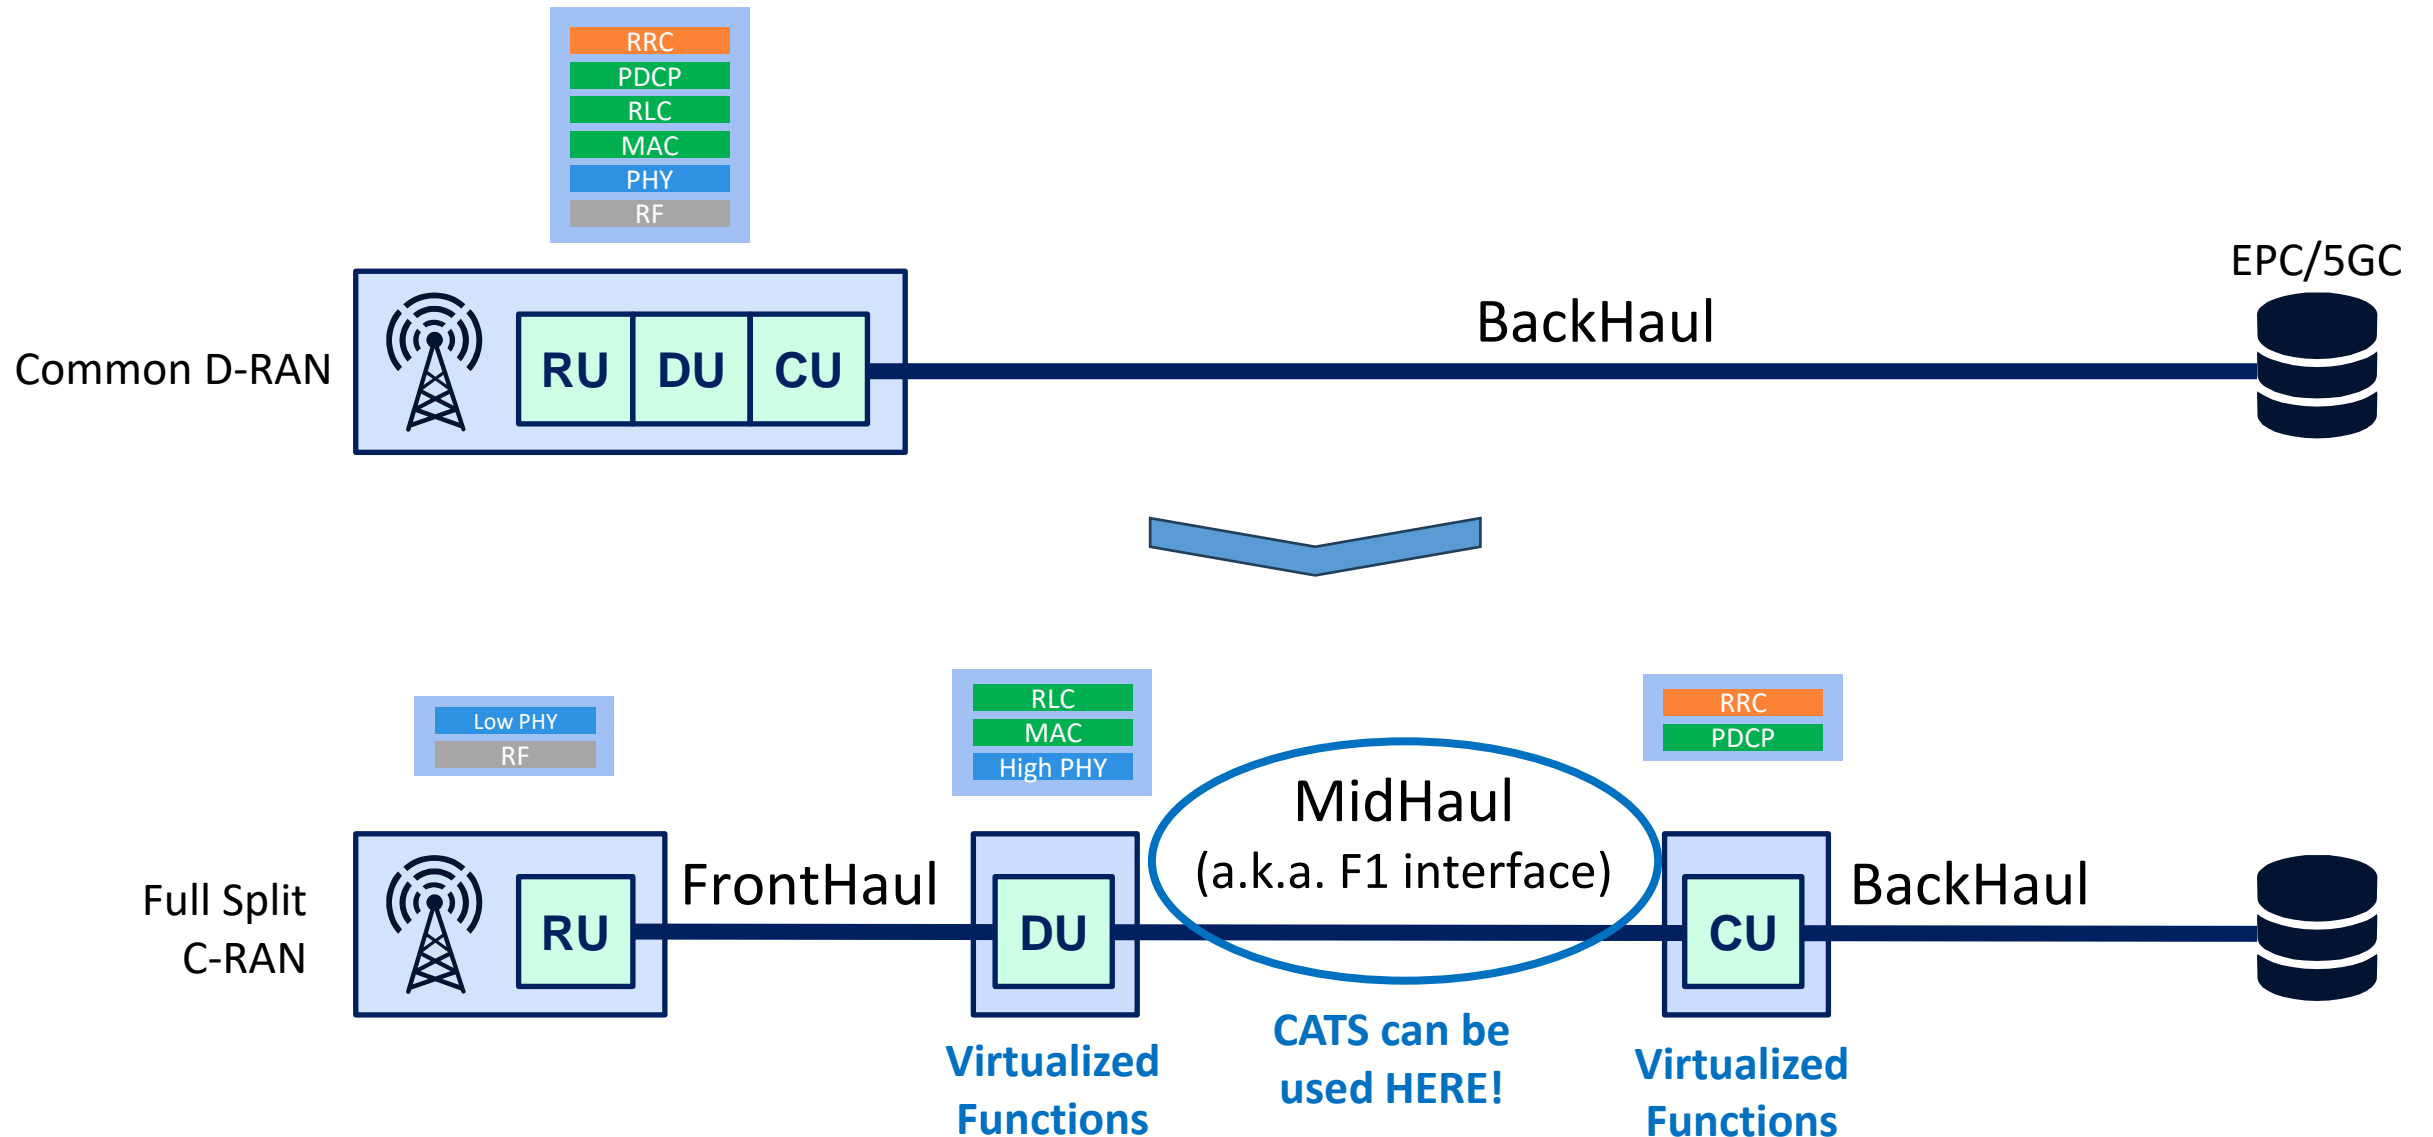 RRC
PDCP
RLC
MAC
PHY
RF
EPC/5GC
BackHaul
Common D-RAN
RU DU CU
Low PHY
RF
RLC
MAC
High PHY
RRC
PDCP
MidHaul
(a.k.a. F1 interface)
FrontHaul
BackHaul
Full Split
C-RAN
RU
DU
CU
CATS can be
used HERE!
Virtualized
Functions
Virtualized
Functions